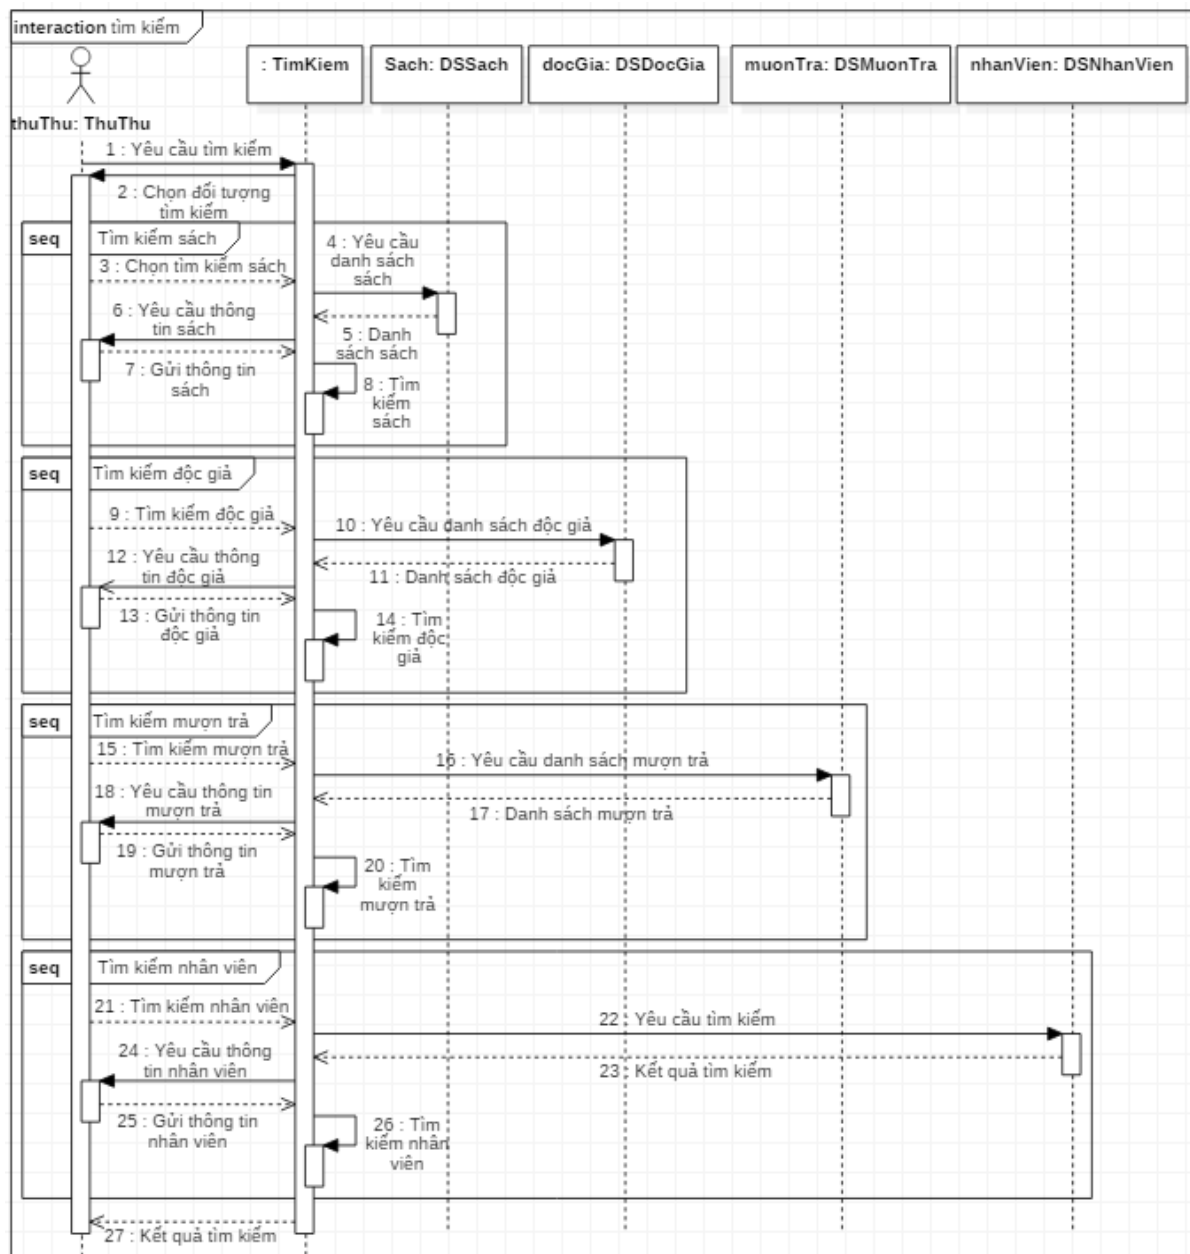 interaction tìm kiếm
: TimKiem
Sach: DSSach
docGia: DSDocGia
muonTra: DSMuonTra
nhanVien: DSNhanVien
thuThu: ThuThu
1 : Yêu cầu tìm kiếm
2 : Chọn đối tượng
tìm kiếm
seq
Tìm kiếm sách
3 : Chọn tìm kiếm sách
4 : Yêu cầu
danh sách
sách
5 : Danh
sách sách
6 : Yêu cầu thông
tin sách
7 : Gửi thông tin
sách
8 : Tìm
kiếm
sách
seq
Tìm kiếm độc giả
9 : Tìm kiếm độc giả
10 : Yêu cầu danh sách độc giả
11 : Danh sách độc giả
12 : Yêu cầu thông
tin độc giả
13 : Gửi thông tin
độc giả
14 : Tìm
kiếm độc
giả
seq
Tìm kiếm mượn trả
15 : Tìm kiếm mượn trả
16 : Yêu cầu danh sách mượn trả
17 : Danh sách mượn trả
18 : Yêu cầu thông tin
mượn trả
19 : Gửi thông tin
mượn trả
20 : Tìm
kiếm
mượn trả
seq
Tìm kiếm nhân viên
21 : Tìm kiếm nhân viên
22 : Yêu cầu tìm kiếm
23 : Kết quả tìm kiếm
24 : Yêu cầu thông
tin nhân viên
25 : Gửi thông tin
nhân viên
26 : Tìm
kiếm nhân
viên
27 : Kết quả tìm kiếm